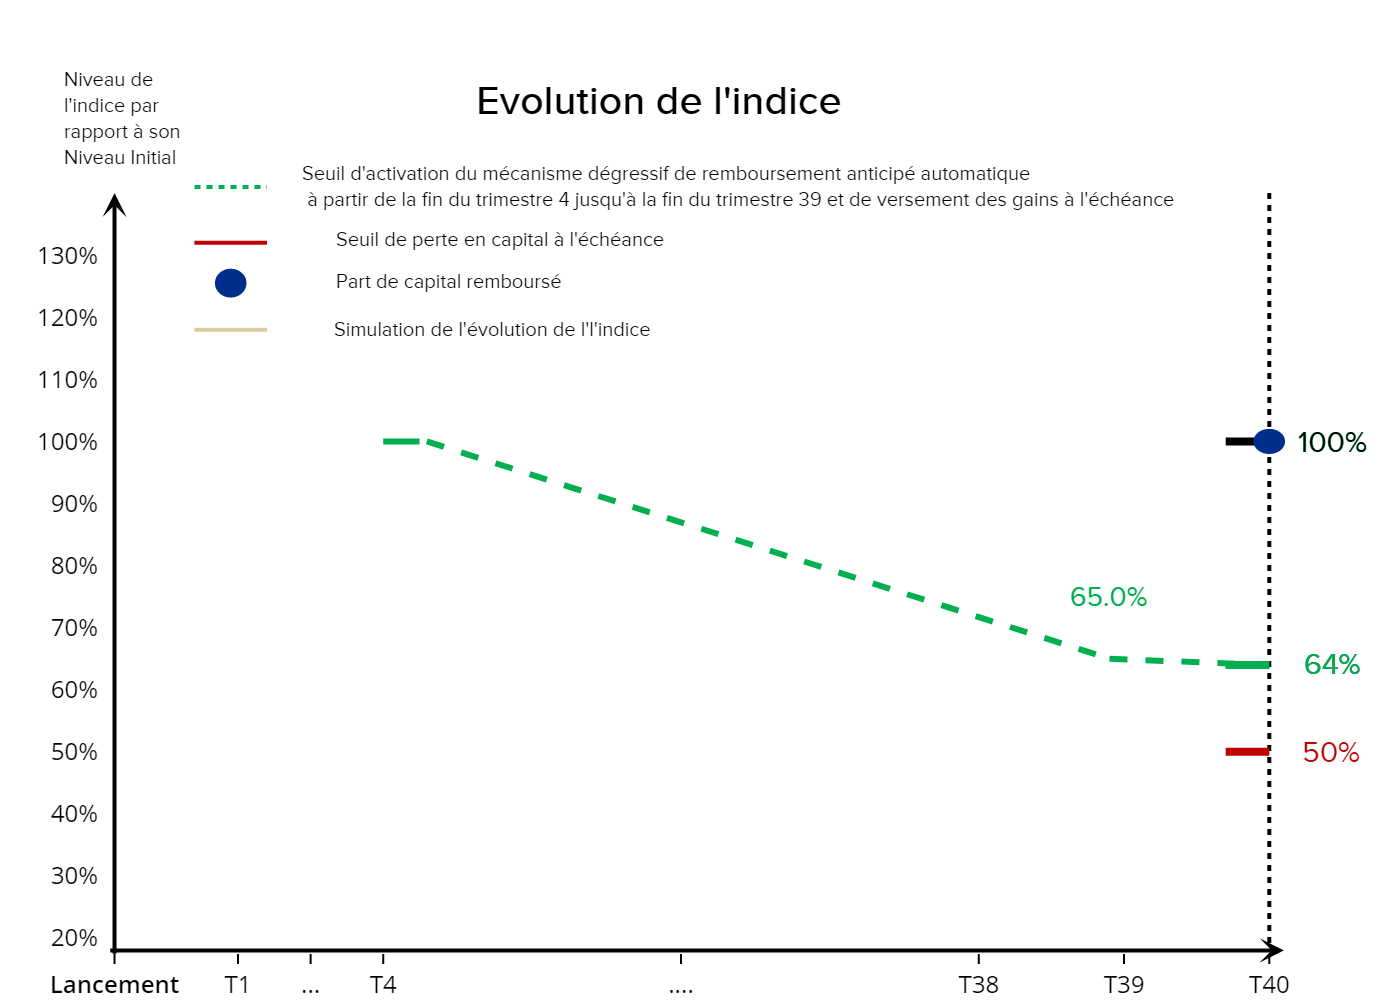 Niveau de
l'indice par
rapport à son
Niveau Initial
Evolution de l'indice
Seuil d'activation du mécanisme dégressif de remboursement anticipé automatique
à partir de la fin du trimestre 4 jusqu'à la fin du trimestre 39 et de versement des gains à l'échéance
Seuil de perte en capital à l'échéance
Part de capital remboursé
Simulation de l'évolution de l'l'indice
130%
120%
110%
100%
90%
80%
70%
60%
50%
40%
30%
20%
100%
65.0%
64%
50%
Lancement T1 ... T4 .... T38 T39 T40